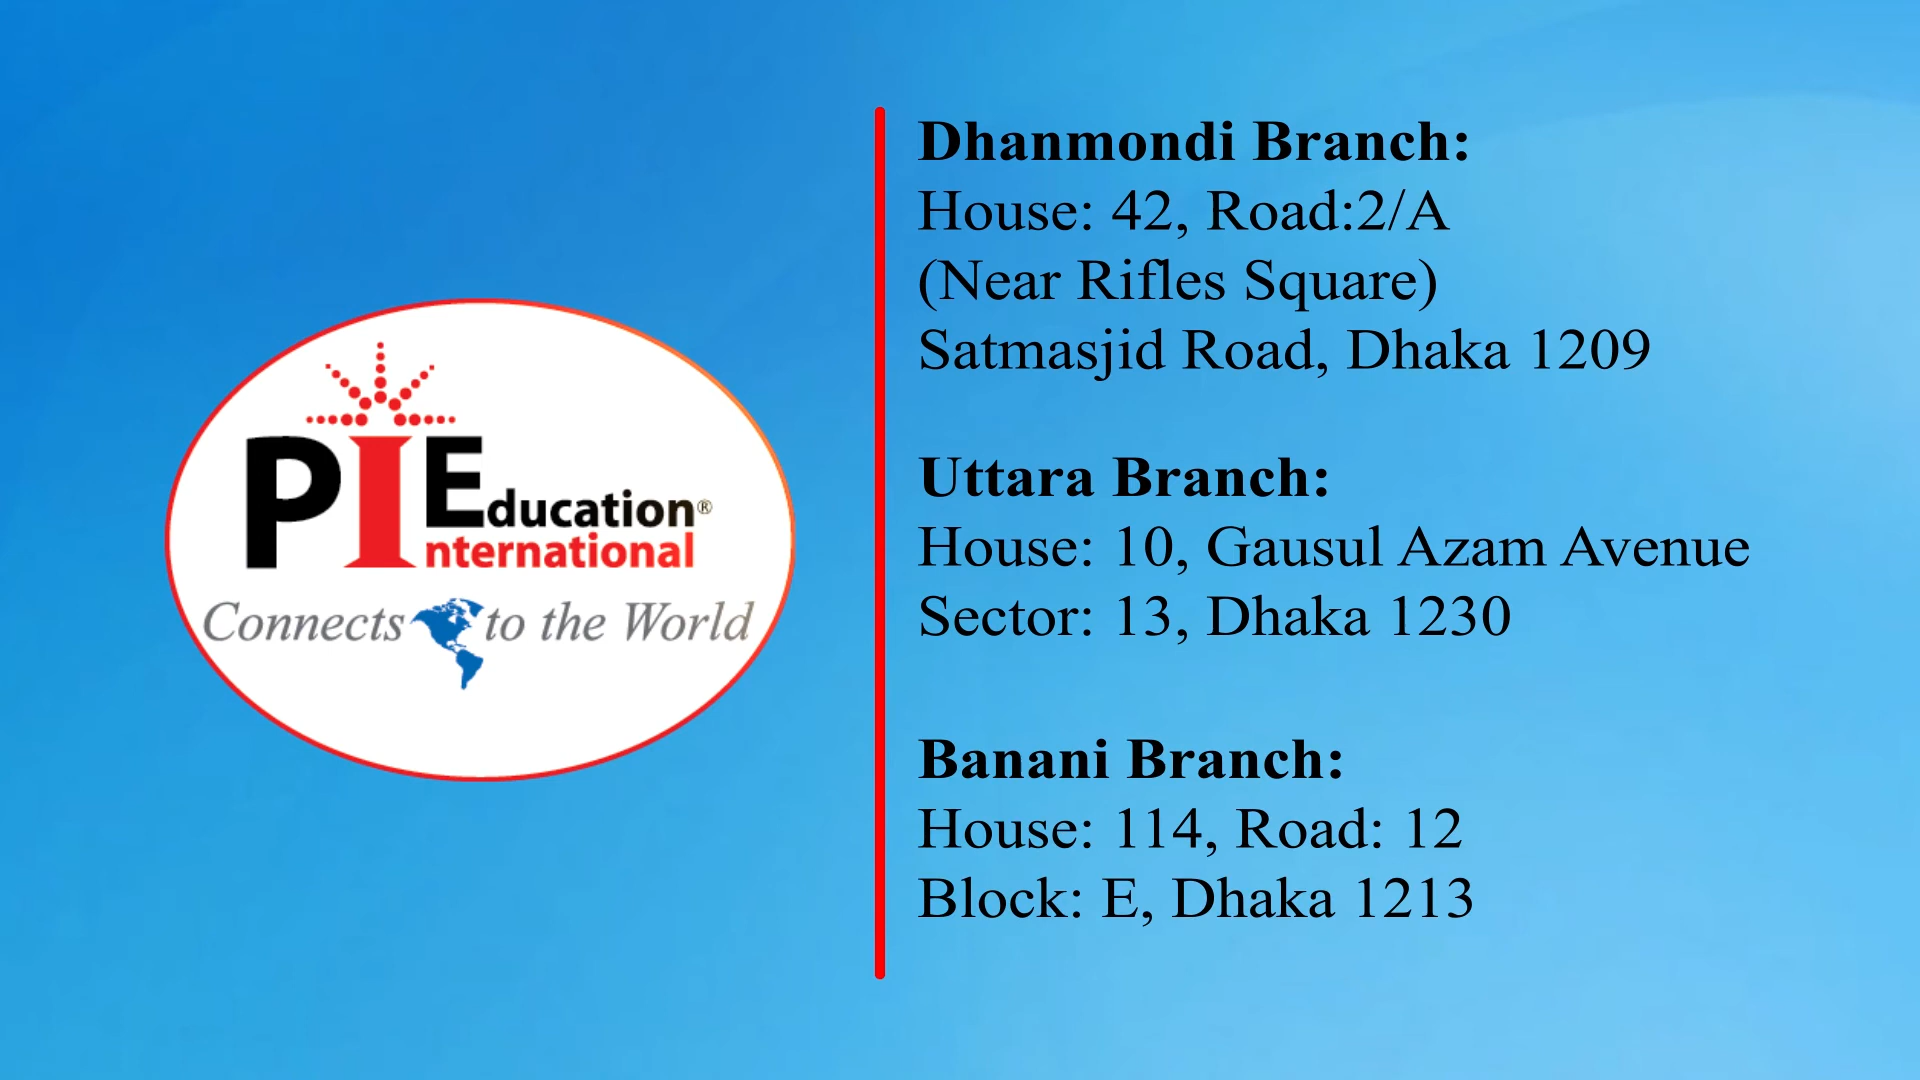 PIEducation®
International
Connects to the World
Dhanmondi Branch:
House: 42, Road:2/A
(Near Rifles Square)
Satmasjid Road, Dhaka 1209
Uttara Branch:
House: 10, Gausul Azam Avenue
Sector: 13, Dhaka 1230
Banani Branch:
House: 114, Road: 12
Block: E, Dhaka 1213